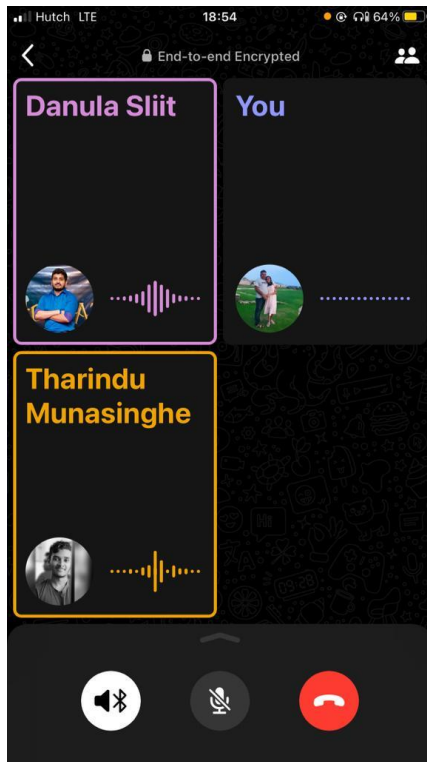 Hutch LTE 18:54 64%
End-to-end Encrypted
Danula Sliit You
Tharindu
Munasinghe